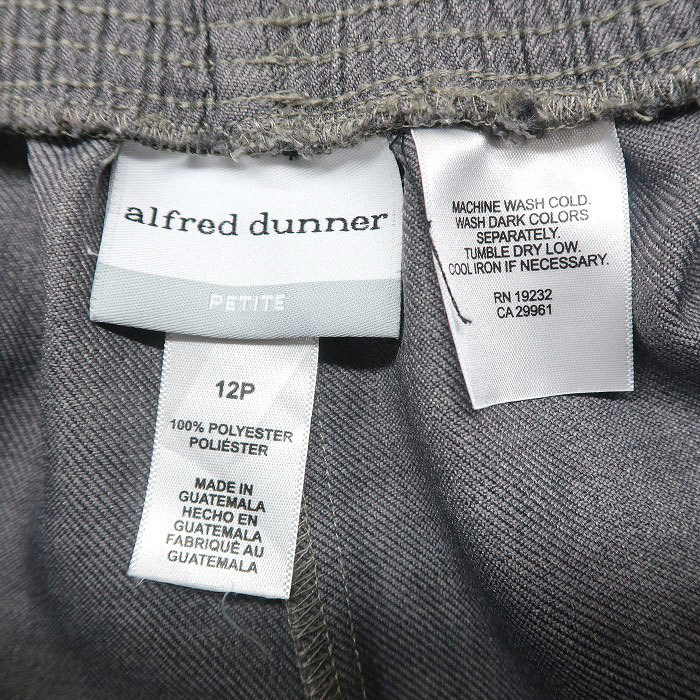 alfred dunner
PETITE
12P
100% POLYESTER
POLIÉSTER
MADE IN
GUATEMALA
HECHO EN
GUATEMALA
FABRIQUÉ AU
GUATEMALA
MACHINE WASH COLD.
WASH DARK COLORS
SEPARATELY.
TUMBLE DRY LOW.
COOL IRON IF NECESSARY.
RN 19232
CA 29961